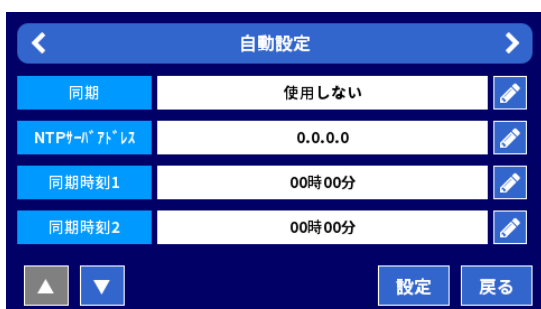 自動設定
同期 使用しない
NTPｻｰﾊﾞｱﾄﾞﾚｽ 0.0.0.0
同期時刻1 00時00分
同期時刻2 00時00分
▲ ▼ 設定 戻る